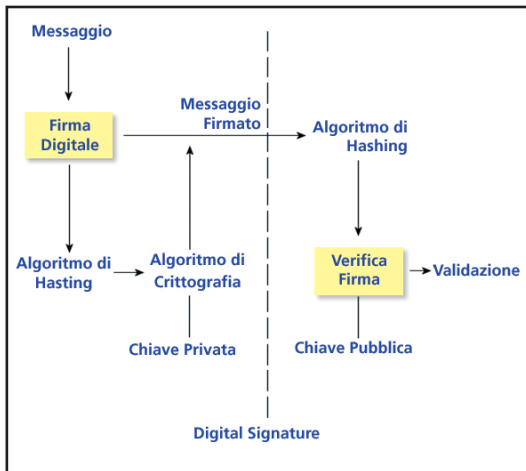 Messaggio
Firma
Digitale
Messaggio
Firmato
Algoritmo di
Hashing
Algoritmo di
Hasting
Algoritmo di
Crittografia
Verifica
Firma
Validazione
Chiave Privata
Chiave Pubblica
Digital Signature